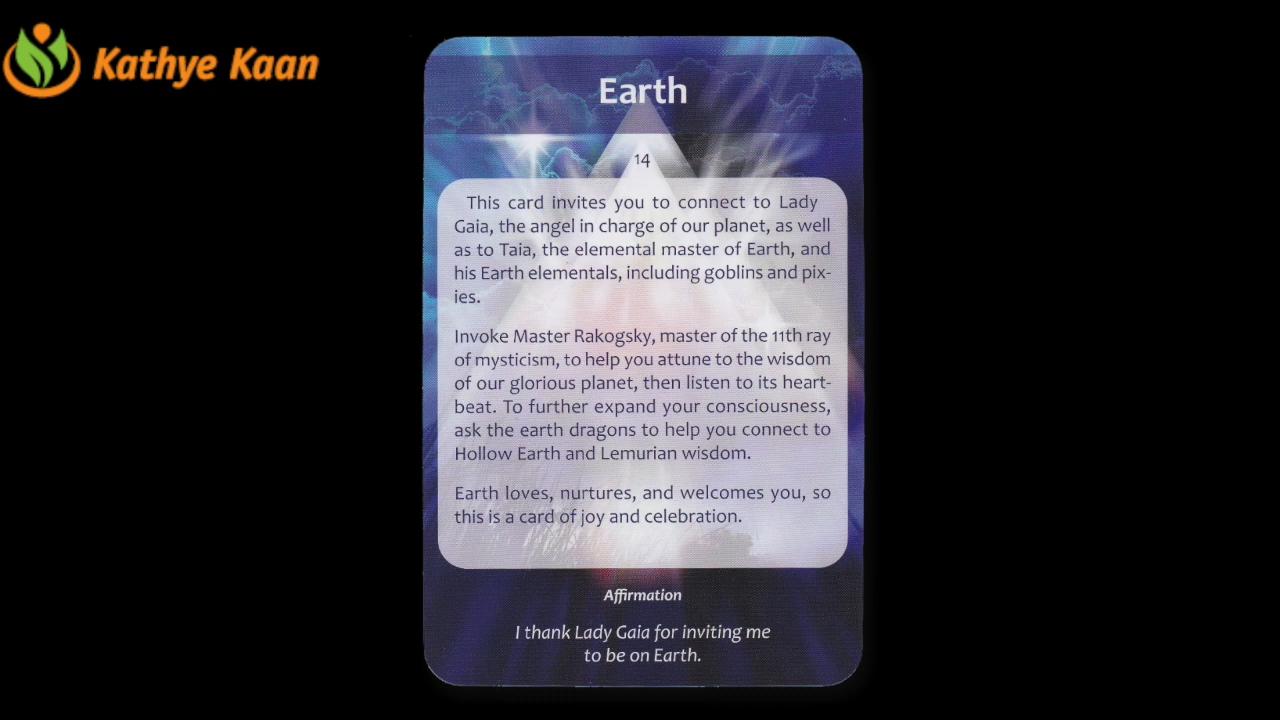 Kathye Kaan
Earth
14
This card invites you to connect to Lady
Gaia, the angel in charge of our planet, as well
as to Taia, the elemental master of Earth, and
his Earth elementals, including goblins and pix-
ies.
Invoke Master Rakogsky, master of the 11th ray
of mysticism, to help you attune to the wisdom
of our glorious planet, then listen to its heart-
beat. To further expand your consciousness,
ask the earth dragons to help you connect to
Hollow Earth and Lemurian wisdom.
Earth loves, nurtures, and welcomes you, so
this is a card of joy and celebration.
Affirmation
I thank Lady Gaia for inviting me
to be on Earth.